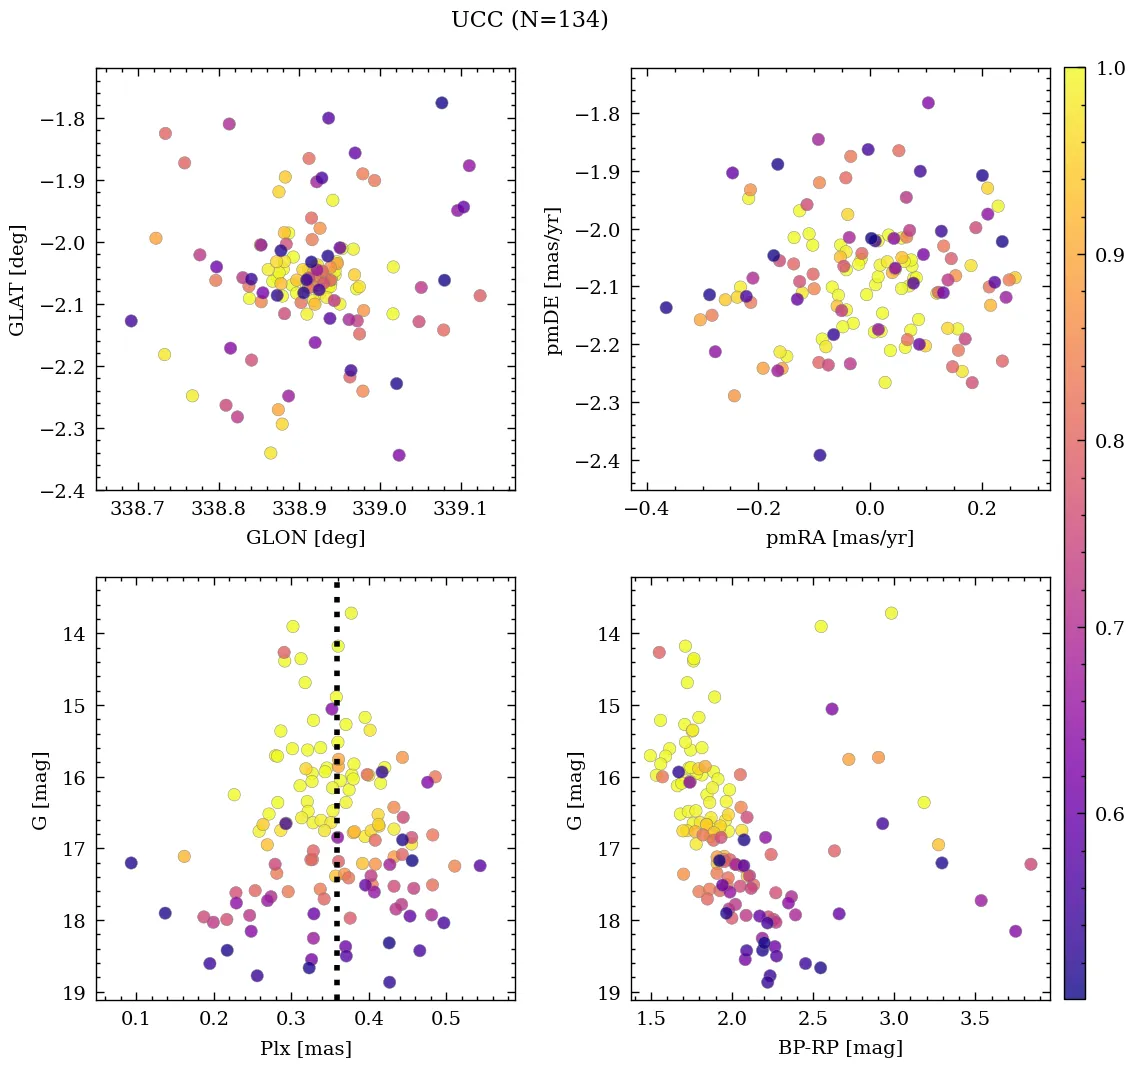 UCC (N=134)
−1.8
−1.9
−2.0
−2.1
−2.2
−2.3
−2.4
GLAT [deg]
338.7 338.8 338.9 339.0 339.1
GLON [deg]
−1.8
−1.9
−2.0
−2.1
−2.2
−2.3
−2.4
pmDE [mas/yr]
−0.4 −0.2 0.0 0.2
pmRA [mas/yr]
1.0
0.9
0.8
0.7
0.6
14
15
16
17
18
19
G [mag]
0.1 0.2 0.3 0.4 0.5
Plx [mas]
14
15
16
17
18
19
G [mag]
1.5 2.0 2.5 3.0 3.5
BP-RP [mag]